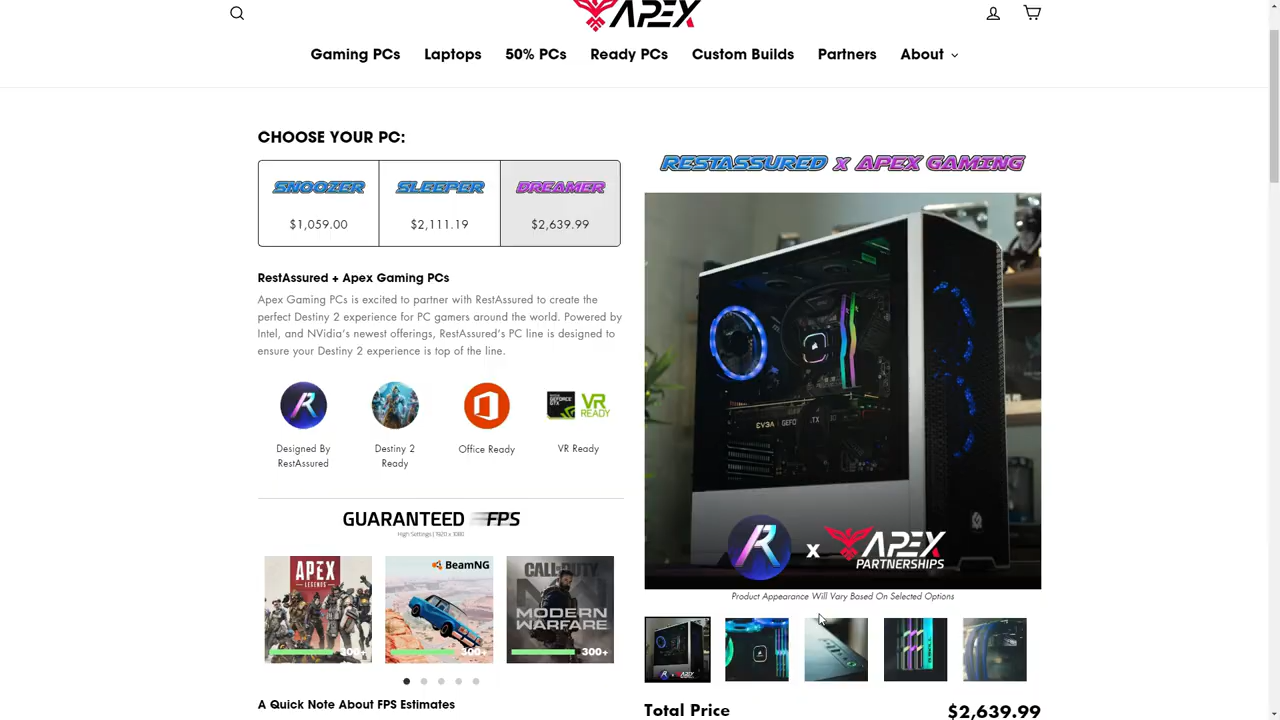 APEX
Gaming PCs Laptops 50% PCs Ready PCs Custom Builds Partners About
CHOOSE YOUR PC:
SNOOZER SLEEPER DREAMER
$1,059.00 $2,111.19 $2,639.99
RestAssured + Apex Gaming PCs
Apex Gaming PCs is excited to partner with RestAssured to create the
perfect Destiny 2 experience for PC gamers around the world. Powered by
Intel, and NVidia's newest offerings, RestAssured's PC line is designed to
ensure your Destiny 2 experience is top of the line.
NVIDIA
GEFORCE
GTX
VR
READY
Designed By
RestAssured
Destiny 2
Ready
Office Ready
VR Ready
GUARANTEED FPS
High Settings | 1920 x 1080
APEX
LEGENDS
300+
BeamNG
300+
CALL OF DUTY
MODERN
WARFARE
300+
A Quick Note About FPS Estimates
RESTASSURED x APEX GAMING
EVGA GEFORCE RTX
R x APEX
PARTNERSHIPS
Product Appearance Will Vary Based On Selected Options
Total Price $2,639.99